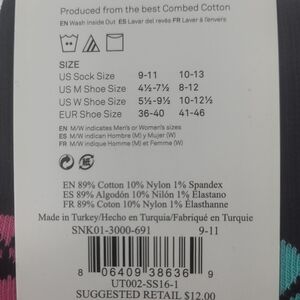 Produced from the best Combed Cotton
EN Wash inside Out ES Lavar del revés FR Laver à l'envers
SIZE
US Sock Size 9-11 10-13
US M Shoe Size 4½-7½ 8-12
US W Shoe Size 5½-9½ 10-12½
EUR Shoe Size 36-40 41-46
EN M/W indicates Men's or Women's sizes
ES M/W indican Hombre (M) y Mujer (W)
FR M/W indique Homme (M) et Femme (W)
EN 89% Cotton 10% Nylon 1% Spandex
ES 89% Algodón 10% Nilón 1% Elastano
FR 89% Coton 10% Nylon 1% Elasthanne
Made in Turkey/Hecho en Turquia/Fabriqué en Turquie
SNK01-3000-691 9-11
8 06409 38636 9
UT002-SS16-1
SUGGESTED RETAIL $12.00